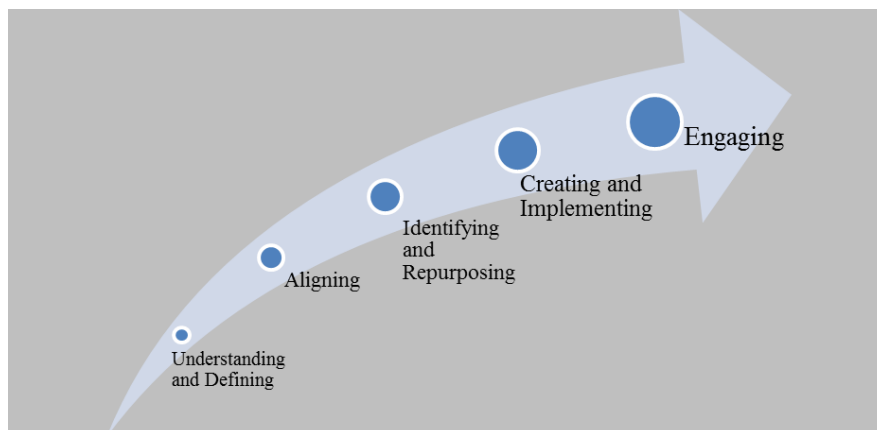 Understanding
and Defining
Aligning
Identifying
and
Repurposing
Creating and
Implementing
Engaging